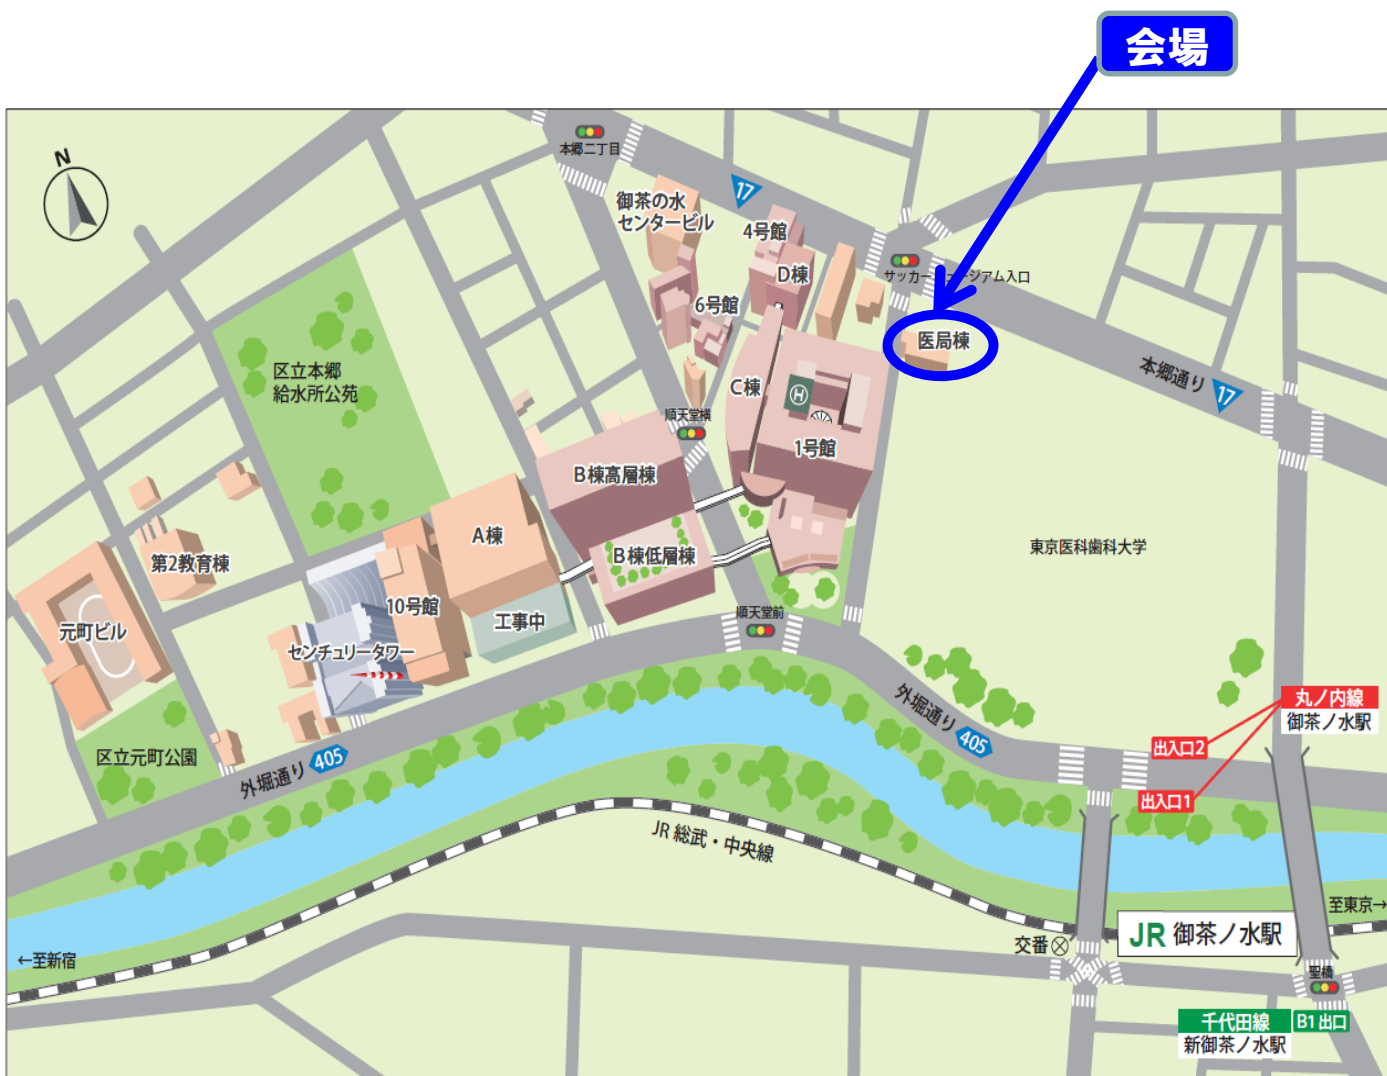 会場
N
本郷二丁目
17
御茶の水
センタービル
4号館
D棟
サッカーミュージアム入口
6号館
医局棟
本郷通り 17
区立本郷
給水所公苑
C棟
H
順天堂横
1号館
B棟高層棟
A棟
B棟低層棟
東京医科歯科大学
第2教育棟
10号館
工事中
順天堂前
元町ビル
センチュリータワー
外堀通り 405
丸ノ内線
御茶ノ水駅
出入口2
出入口1
区立元町公園
外堀通り 405
JR 総武・中央線
至東京→
JR 御茶ノ水駅
交番
←至新宿
聖橋
千代田線
新御茶ノ水駅
B1 出口